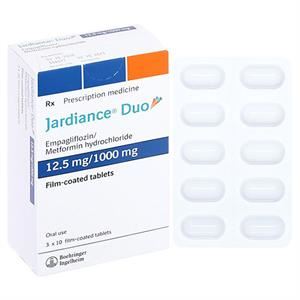 Rx Prescription medicine
Jardiance® Duo
Empagliflozin/
Metformin hydrochloride
12.5 mg/1000 mg
Film-coated tablets
Oral use
3 x 10 film-coated tablets
Boehringer
Ingelheim